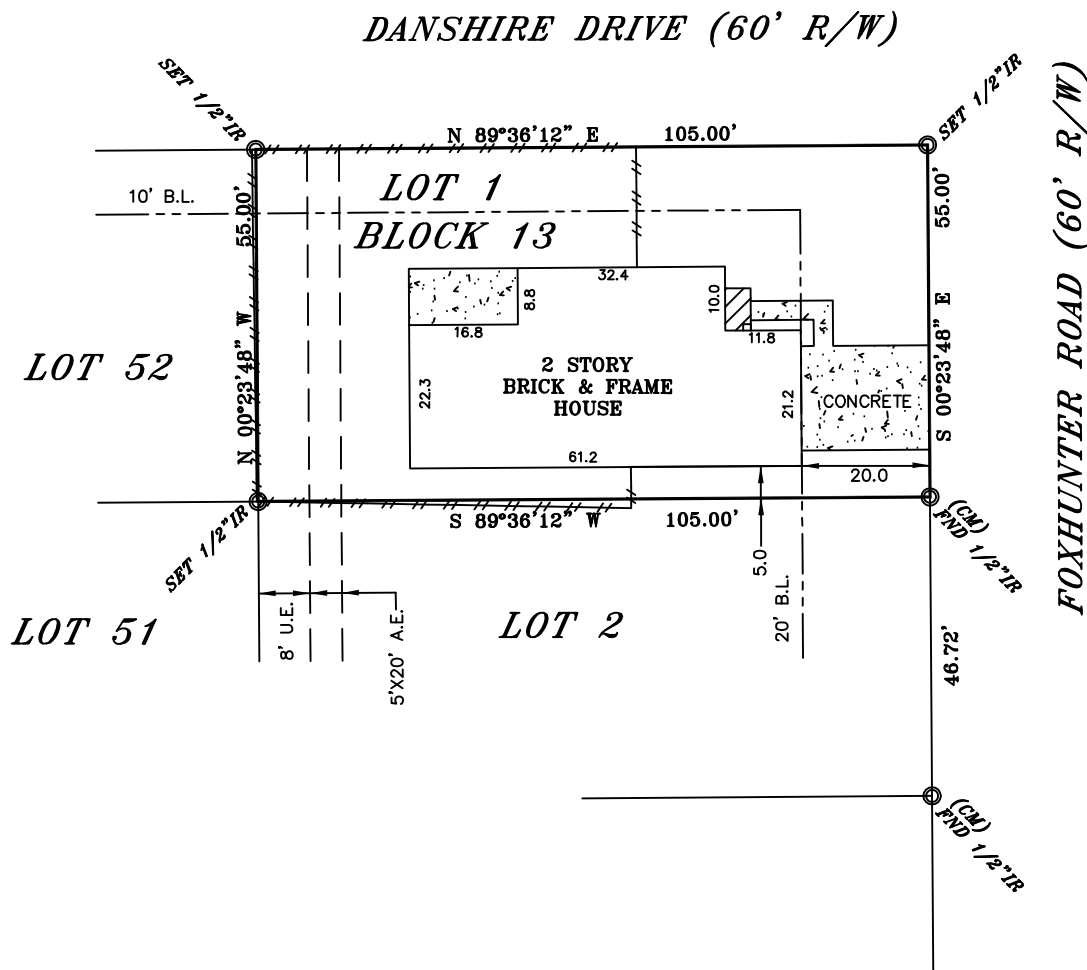 DANSHIRE DRIVE (60' R/W)
SET 1/2"IR
SET 1/2"IR
N 89°36'12" E 105.00'
FOXHUNTER ROAD (60' R/W)
LOT 1
10' B.L.
55.00'
55.00'
BLOCK 13
32.4
8.8
10.0
16.8
11.8
LOT 52
N 00°23'48" W
S 00°23'48" E
2 STORY
BRICK & FRAME
HOUSE
22.3
21.2
CONCRETE
61.2
20.0
S 89°36'12" W 105.00'
SET 1/2"IR
(CM)
FND 1/2"IR
5.0
20' B.L.
LOT 51
8' U.E.
5'X20' A.E.
LOT 2
46.72'
(CM)
FND 1/2"IR